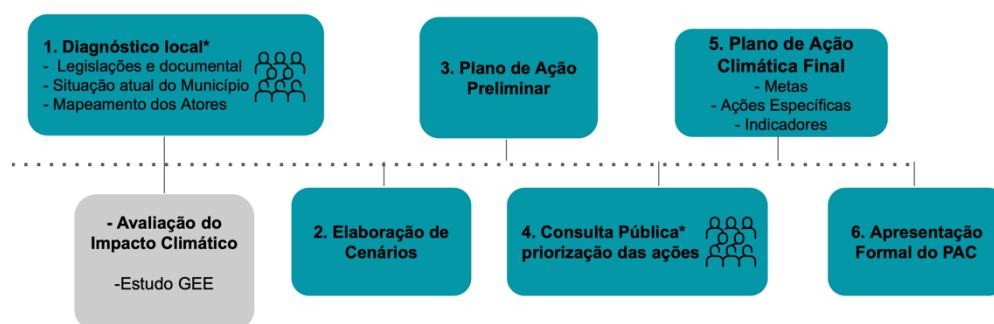 1. Diagnóstico local*
- Legislações e documental
- Situação atual do Município
- Mapeamento dos Atores
- Avaliação do
Impacto Climático
-Estudo GEE
2. Elaboração de
Cenários
3. Plano de Ação
Preliminar
4. Consulta Pública*
priorização das ações
5. Plano de Ação
Climática Final
- Metas
- Ações Específicas
- Indicadores
6. Apresentação
Formal do PAC